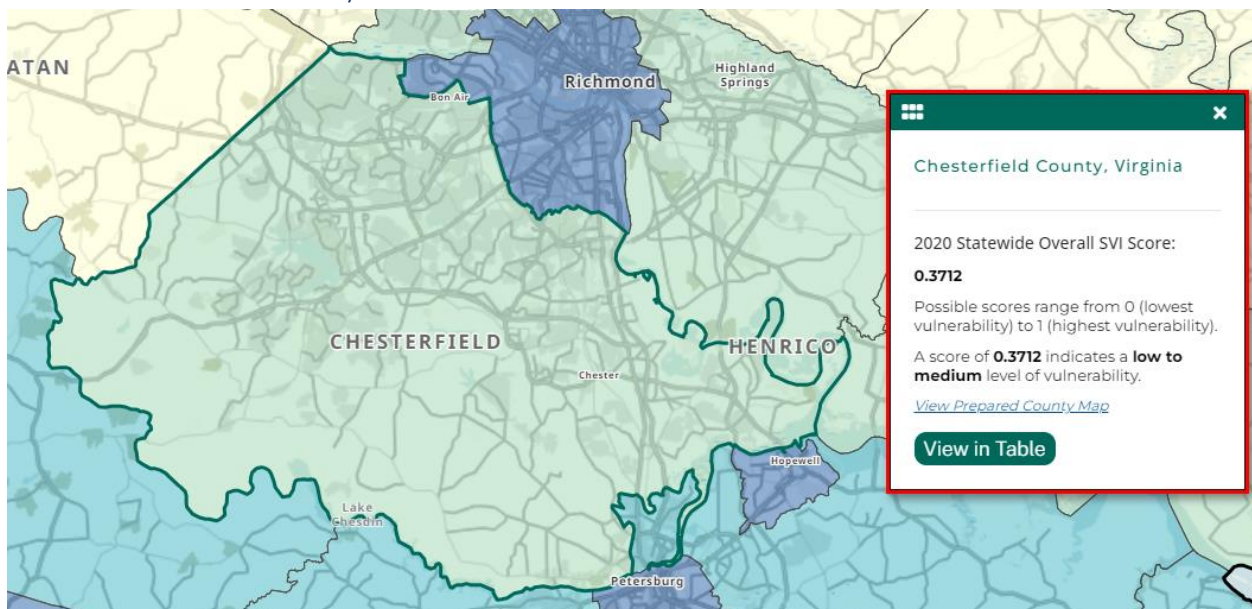 ATAN
Richmond
Highland
Springs
Bon Air
CHESTERFIELD
HENRICO
Chester
Hopewell
Lake
Chesdin
Petersburg
Chesterfield County, Virginia
2020 Statewide Overall SVI Score:
0.3712
Possible scores range from 0 (lowest
vulnerability) to 1 (highest vulnerability).
A score of 0.3712 indicates a low to
medium level of vulnerability.
View Prepared County Map
View in Table